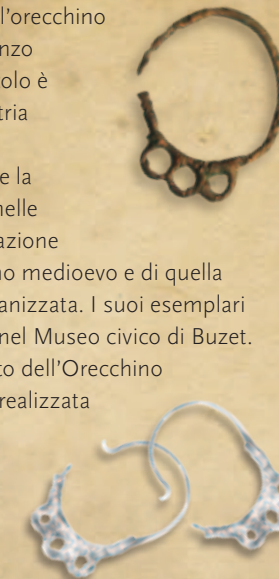 l'orecchino
nzo
olo è
tria
e la
nelle
azione
no medioevo e di quella
anizzata. I suoi esemplari
nel Museo civico di Buzet.
to dell'Orecchino
realizzata